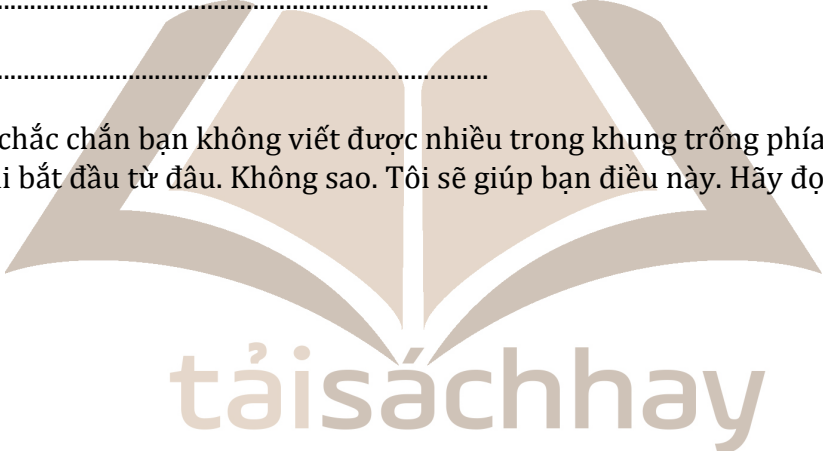 ................................................................................
................................................................................
chắc chắn bạn không viết được nhiều trong khung trống phía
i bắt đầu từ đâu. Không sao. Tôi sẽ giúp bạn điều này. Hãy đọ
tảisáchhay